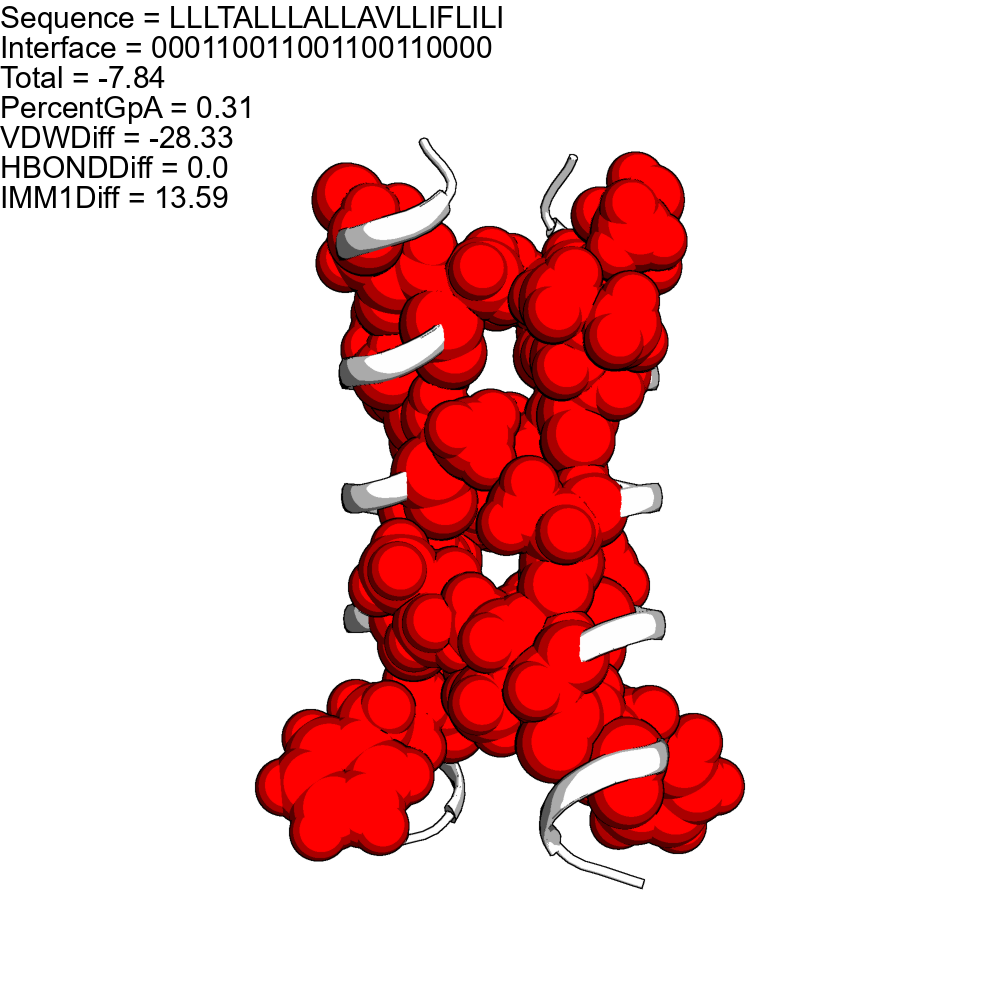 Sequence = LLLTALLLALLAVLLIFLILI
Interface = 000110011001100110000
Total = -7.84
PercentGpA = 0.31
VDWDiff = -28.33
HBONDDiff = 0.0
IMM1Diff = 13.59